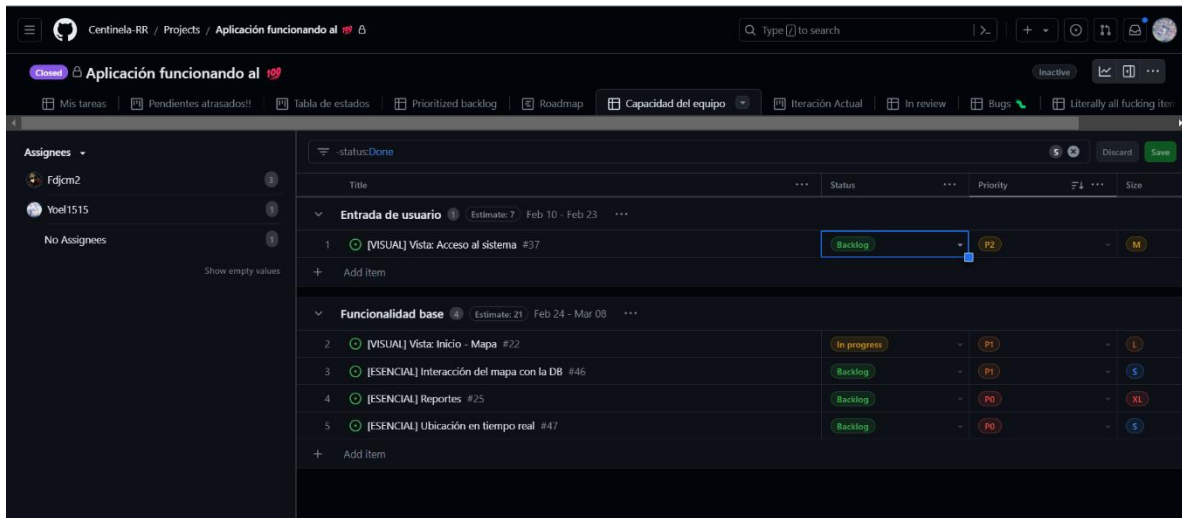 Centinela-RR / Projects / Aplicación funcionando al 💯
Type / to search
Closed Aplicación funcionando al 💯
Inactive
Mis tareas Pendientes atrasados!! Tabla de estados Prioritized backlog Roadmap Capacidad del equipo Iteración Actual In review Bugs Literally all fucking item
Assignees
Fdjcm2 3
Yoel1515 1
No Assignees 1
Show empty values
-status:Done 5 Discard Save
Title Status Priority Size
Entrada de usuario 1 Estimate: 7 Feb 10 - Feb 23
1 [VISUAL] Vista: Acceso al sistema #37 Backlog P2 M
+ Add item
Funcionalidad base 4 Estimate: 21 Feb 24 - Mar 08
2 [VISUAL] Vista: Inicio - Mapa #22 In progress P1 L
3 [ESENCIAL] Interacción del mapa con la DB #46 Backlog P1 S
4 [ESENCIAL] Reportes #25 Backlog P0 XL
5 [ESENCIAL] Ubicación en tiempo real #47 Backlog P0 S
+ Add item